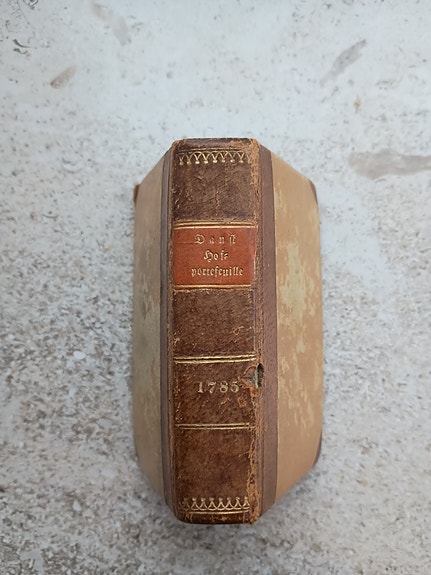 Dansk
Hof-
portefeuille
1785